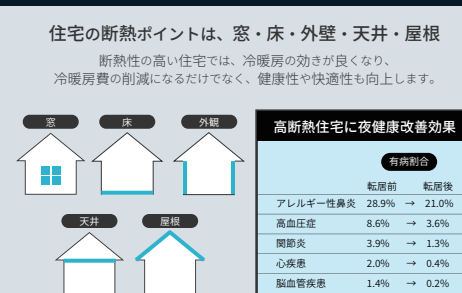 住宅の断熱ポイントは、窓・床・外壁・天井・屋根
断熱性の高い住宅では、冷暖房の効きが良くなり、
冷暖房費の削減になるだけでなく、健康性や快適性も向上します。
窓
床
外観
天井
屋根
高断熱住宅に夜健康改善効果
有病割合
転居前 転居後
アレルギー性鼻炎 28.9% → 21.0%
高血圧症 8.6% → 3.6%
関節炎 3.9% → 1.3%
心疾患 2.0% → 0.4%
脳血管疾患 1.4% → 0.2%